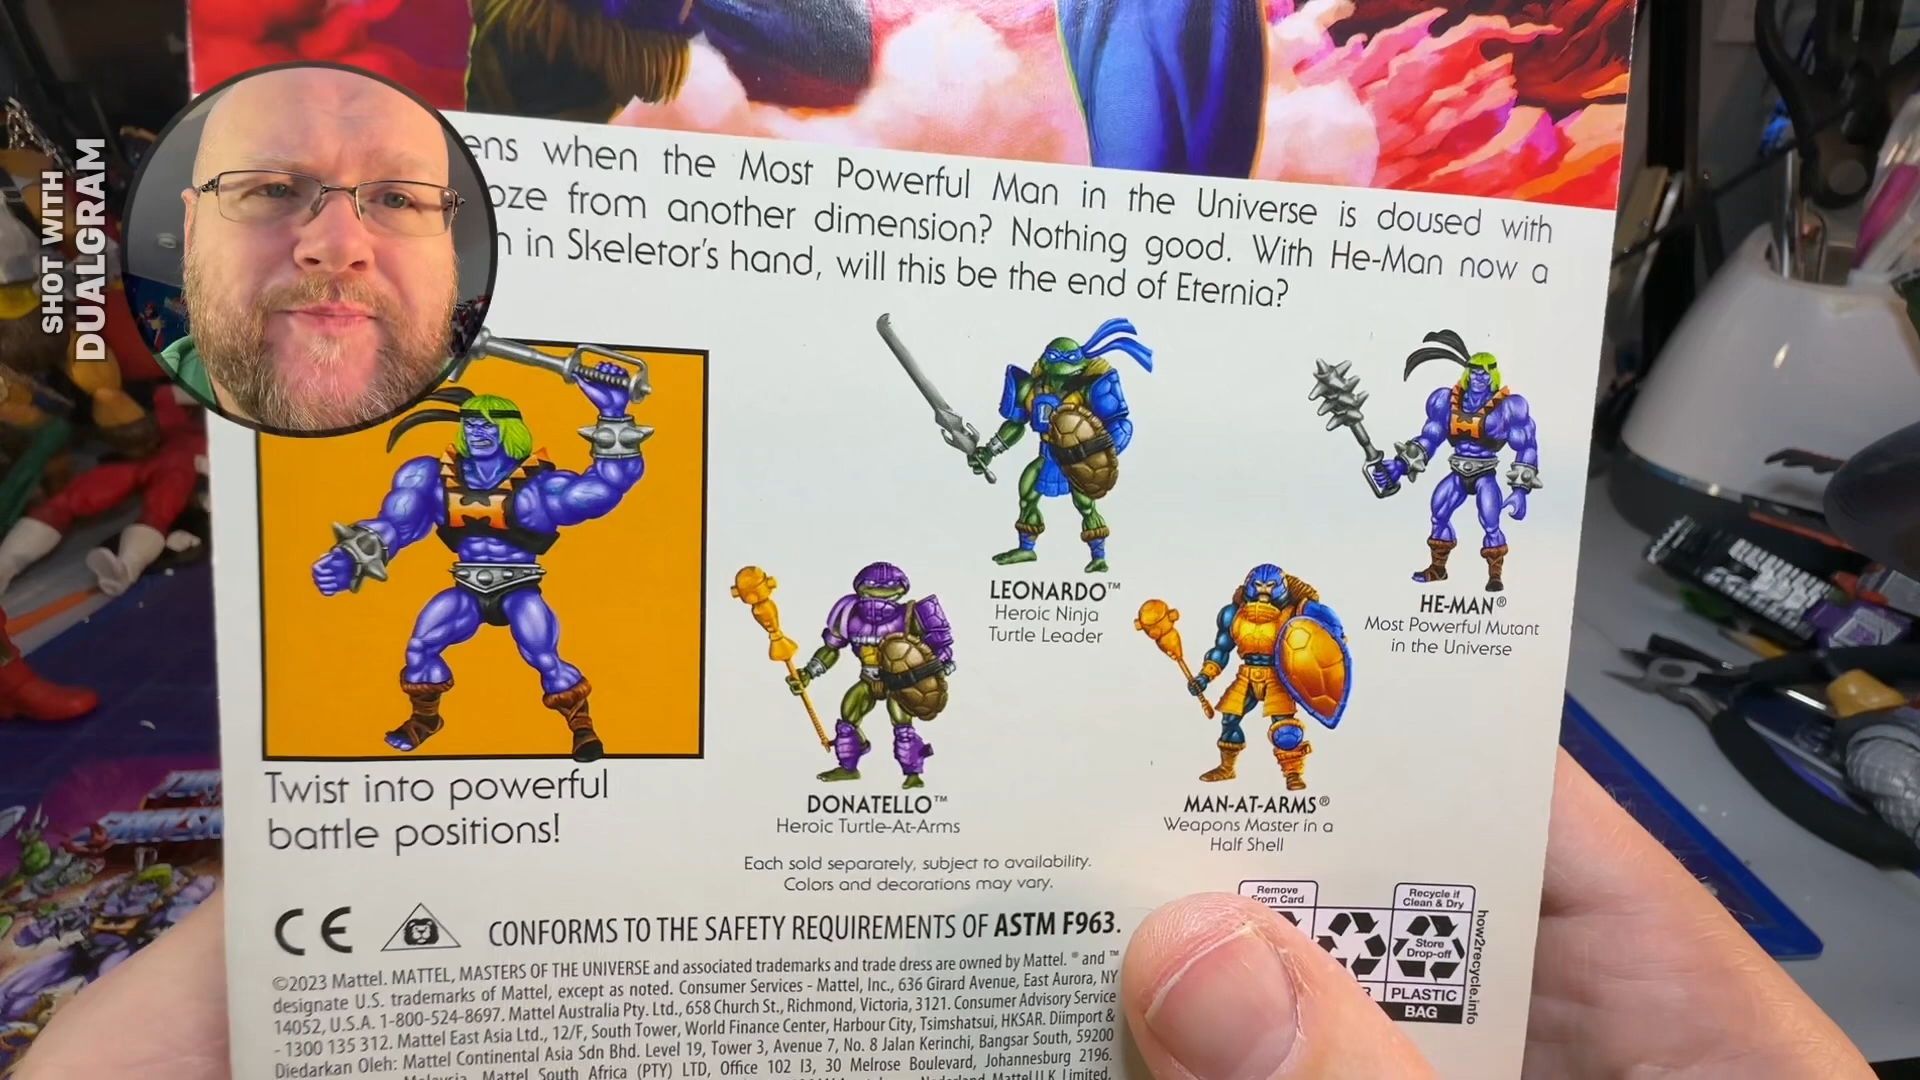 SHOT WITH
DUALGRAM
ens when the Most Powerful Man in the Universe is doused with
oze from another dimension? Nothing good. With He-Man now a
n in Skeletor's hand, will this be the end of Eternia?
LEONARDO™
Heroic Ninja
Turtle Leader
HE-MAN®
Most Powerful Mutant
in the Universe
Twist into powerful
battle positions!
DONATELLO™
Heroic Turtle-At-Arms
MAN-AT-ARMS®
Weapons Master in a
Half Shell
Each sold separately, subject to availability.
Colors and decorations may vary.
CE
CONFORMS TO THE SAFETY REQUIREMENTS OF ASTM F963.
Remove
From Card
Recycle if
Clean & Dry
Store
Drop-off
PLASTIC
BAG
how2recycle.info
©2023 Mattel. MATTEL, MASTERS OF THE UNIVERSE and associated trademarks and trade dress are owned by Mattel. ® and ™
designate U.S. trademarks of Mattel, except as noted. Consumer Services - Mattel, Inc., 636 Girard Avenue, East Aurora, NY
14052, U.S.A. 1-800-524-8697. Mattel Australia Pty. Ltd., 658 Church St., Richmond, Victoria, 3121. Consumer Advisory Service
- 1300 135 312. Mattel East Asia Ltd., 12/F, South Tower, World Finance Center, Harbour City, Tsimshatsui, HKSAR. Diimport &
Diedarkan Oleh: Mattel Continental Asia Sdn Bhd. Level 19, Tower 3, Avenue 7, No. 8 Jalan Kerinchi, Bangsar South, 59200
Mattel South Africa (PTY) LTD, Office 102 I3, 30 Melrose Boulevard, Johannesburg 2196.